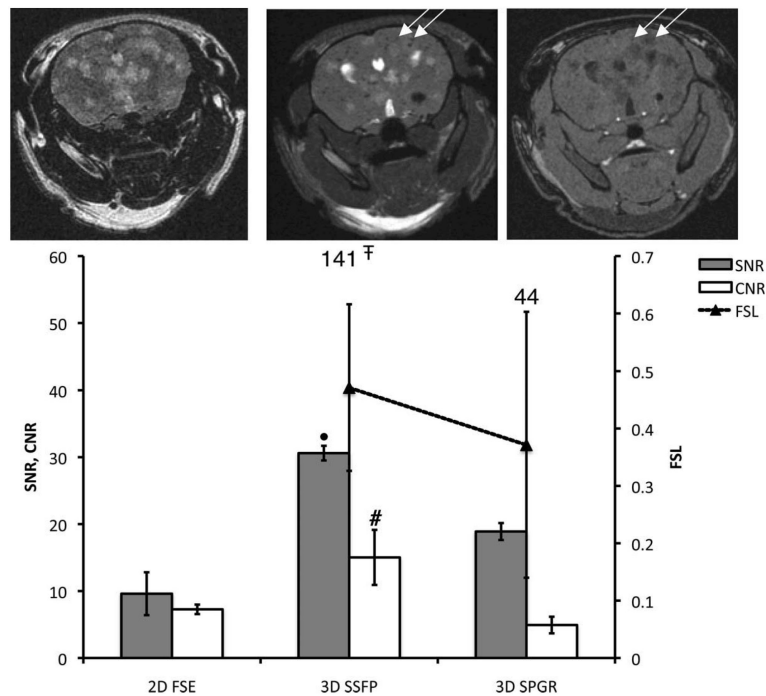 60
50
40
30
20
10
0
SNR, CNR
141 Ŧ
44
●
#
0.7
0.6
0.5
0.4
0.3
0.2
0.1
0
FSL
SNR
CNR
FSL
2D FSE
3D SSFP
3D SPGR